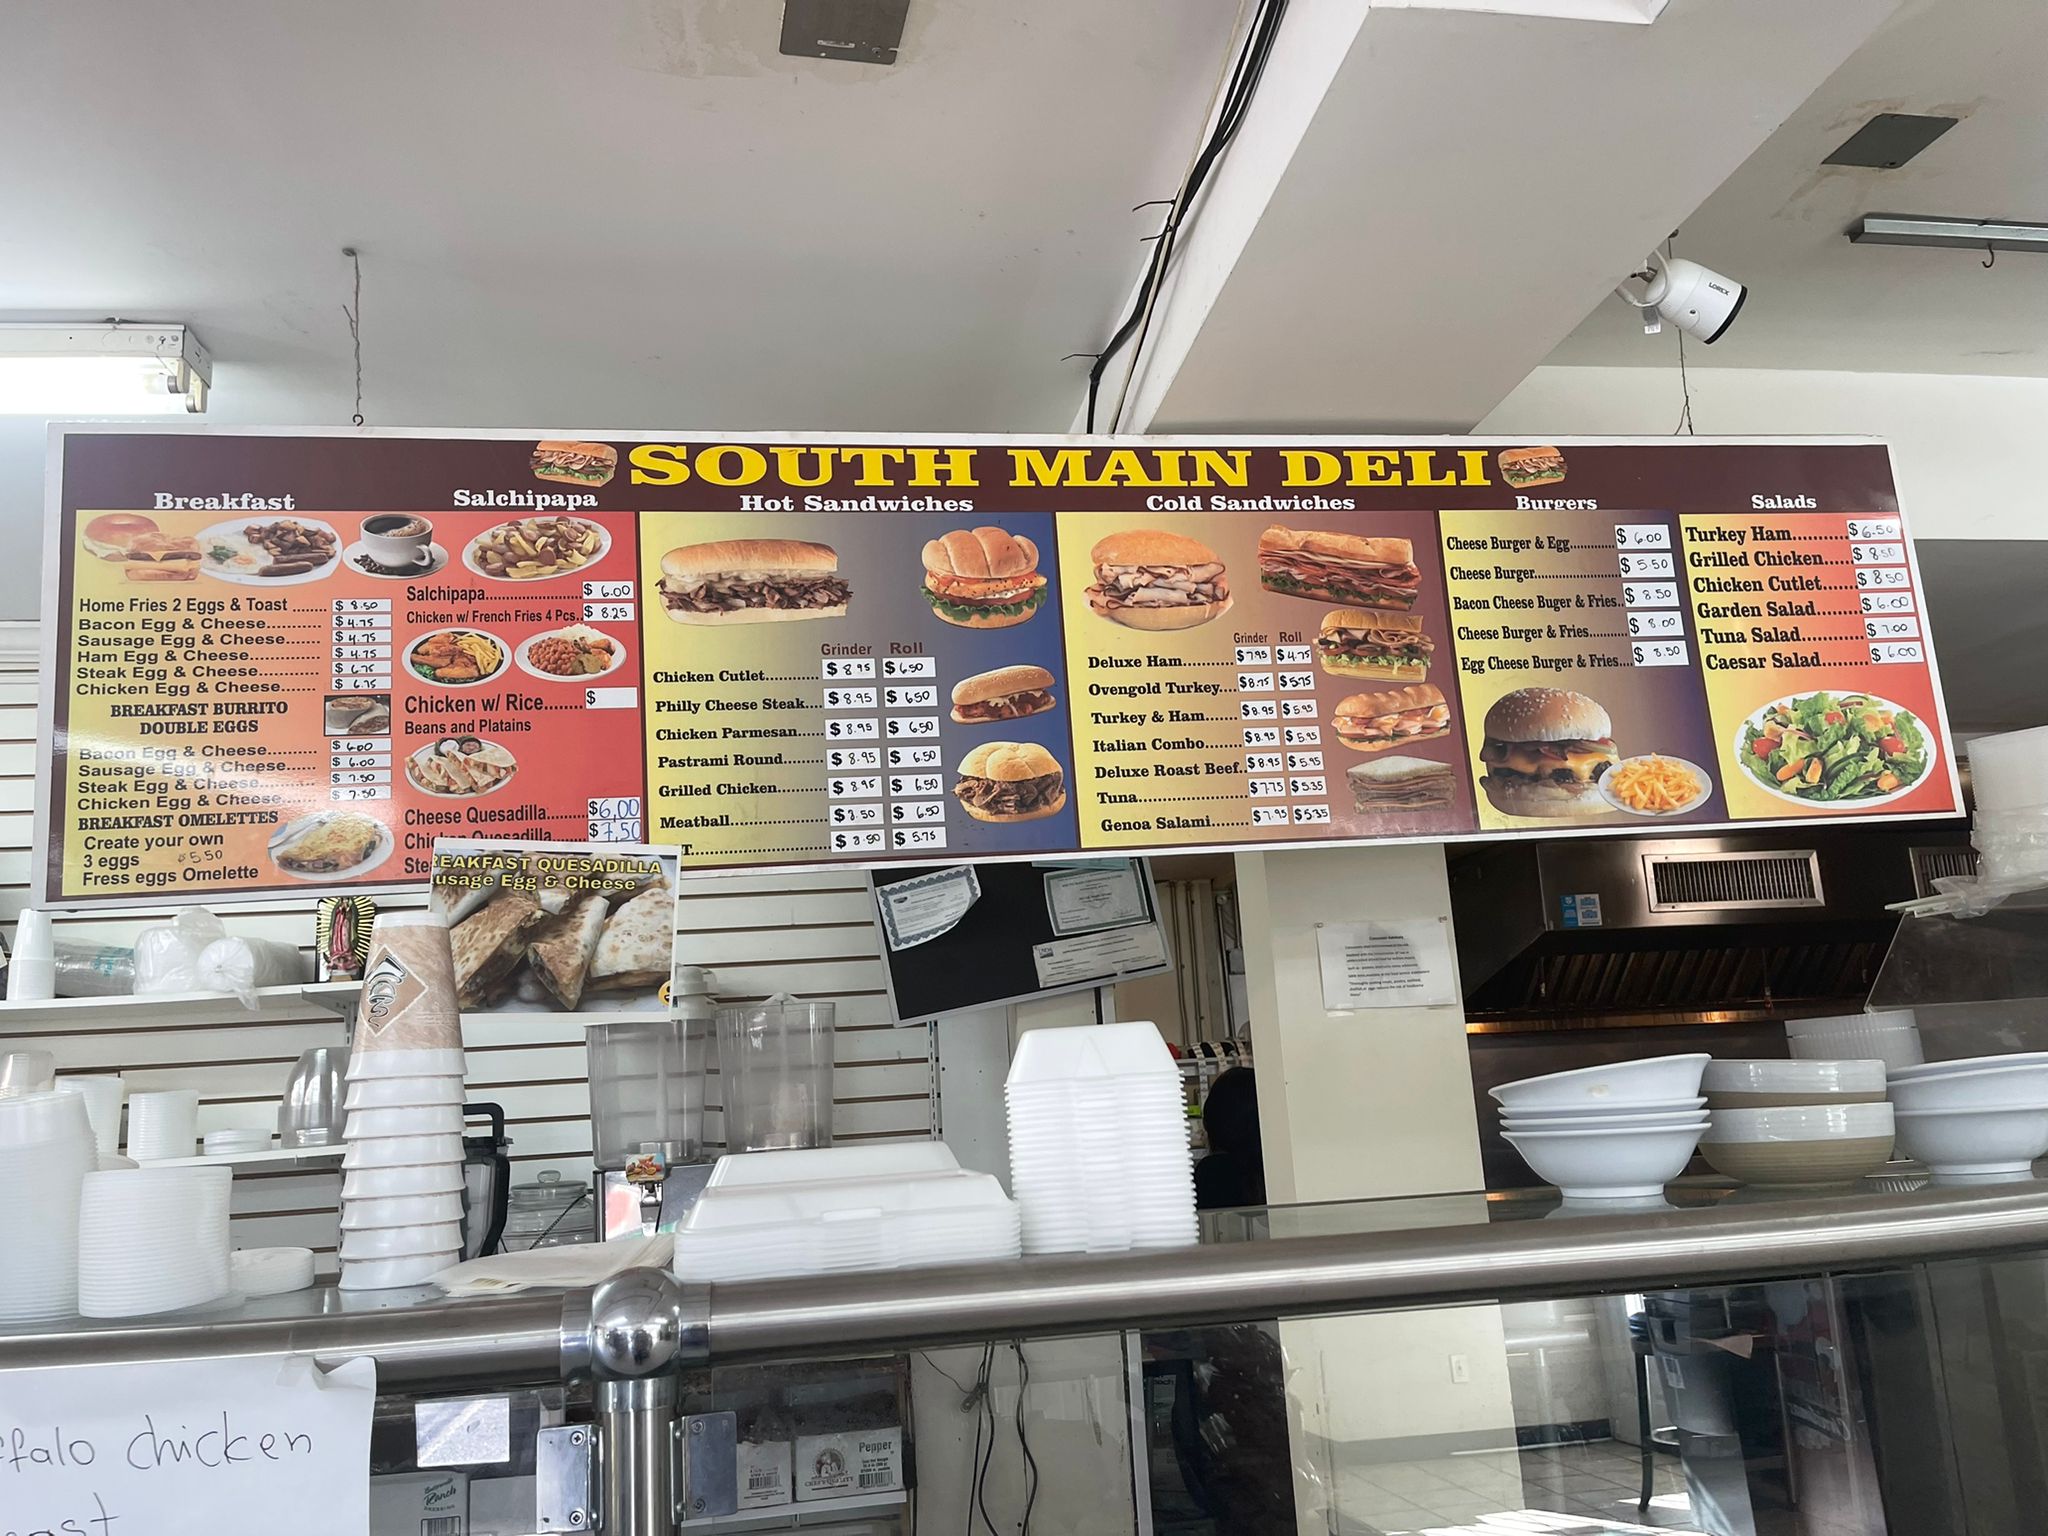 SOUTH MAIN DELI
Breakfast
Home Fries 2 Eggs & Toast ........ $ 8.50
Bacon Egg & Cheese............. $ 4.75
Sausage Egg & Cheese....... $ 4.75
Ham Egg & Cheese............... $ 4.75
Steak Egg & Cheese............. $ 6.75
Chicken Egg & Cheese....... $ 6.75
BREAKFAST BURRITO
DOUBLE EGGS
Bacon Egg & Cheese............. $ 6.00
Sausage Egg & Cheese........ $ 6.00
Steak Egg & Cheese............. $ 7.50
Chicken Egg & Cheese....... $ 7.50
BREAKFAST OMELETTES
Create your own
3 eggs $5.50
Fress eggs Omelette
Salchipapa
Salchipapa........................ $ 6.00
Chicken w/ French Fries 4 Pcs.. $ 8.25
Chicken w/ Rice........ $
Beans and Platains
Cheese Quesadilla........ $6,00
Chicken Quesadilla....... $7,50
Stea
REAKFAST QUESADILLA
usage Egg & Cheese
Hot Sandwiches
Grinder Roll
Chicken Cutlet............ $ 8.95 $ 6.50
Philly Cheese Steak.... $ 8.95 $ 6.50
Chicken Parmesan...... $ 8.95 $ 6.50
Pastrami Round.......... $ 8.95 $ 6.50
Grilled Chicken........... $ 8.95 $ 6.50
Meatball...................... $ 8.50 $ 6.50
T............................ $ 8.50 $ 5.75
Cold Sandwiches
Grinder Roll
Deluxe Ham............ $7.95 $ 4.75
Ovengold Turkey..... $8.75 $5.75
Turkey & Ham....... $8.95 $ 5.95
Italian Combo........ $8.95 $ 5.95
Deluxe Roast Beef.. $8.95 $ 5.95
Tuna........................ $7.75 $5.35
Genoa Salami....... $7.95 $5.35
Burgers
Cheese Burger & Egg............ $ 6.00
Cheese Burger...................... $ 5.50
Bacon Cheese Buger & Fries.. $ 8.50
Cheese Burger & Fries.......... $ 8.00
Egg Cheese Burger & Fries.... $ 8.50
Salads
Turkey Ham........... $ 6.50
Grilled Chicken...... $ 8.50
Chicken Cutlet....... $ 8.50
Garden Salad......... $ 6.00
Tuna Salad............ $ 7.00
Caesar Salad......... $ 6.00
LOREX
ffalo chicken
Ranch
Pepper